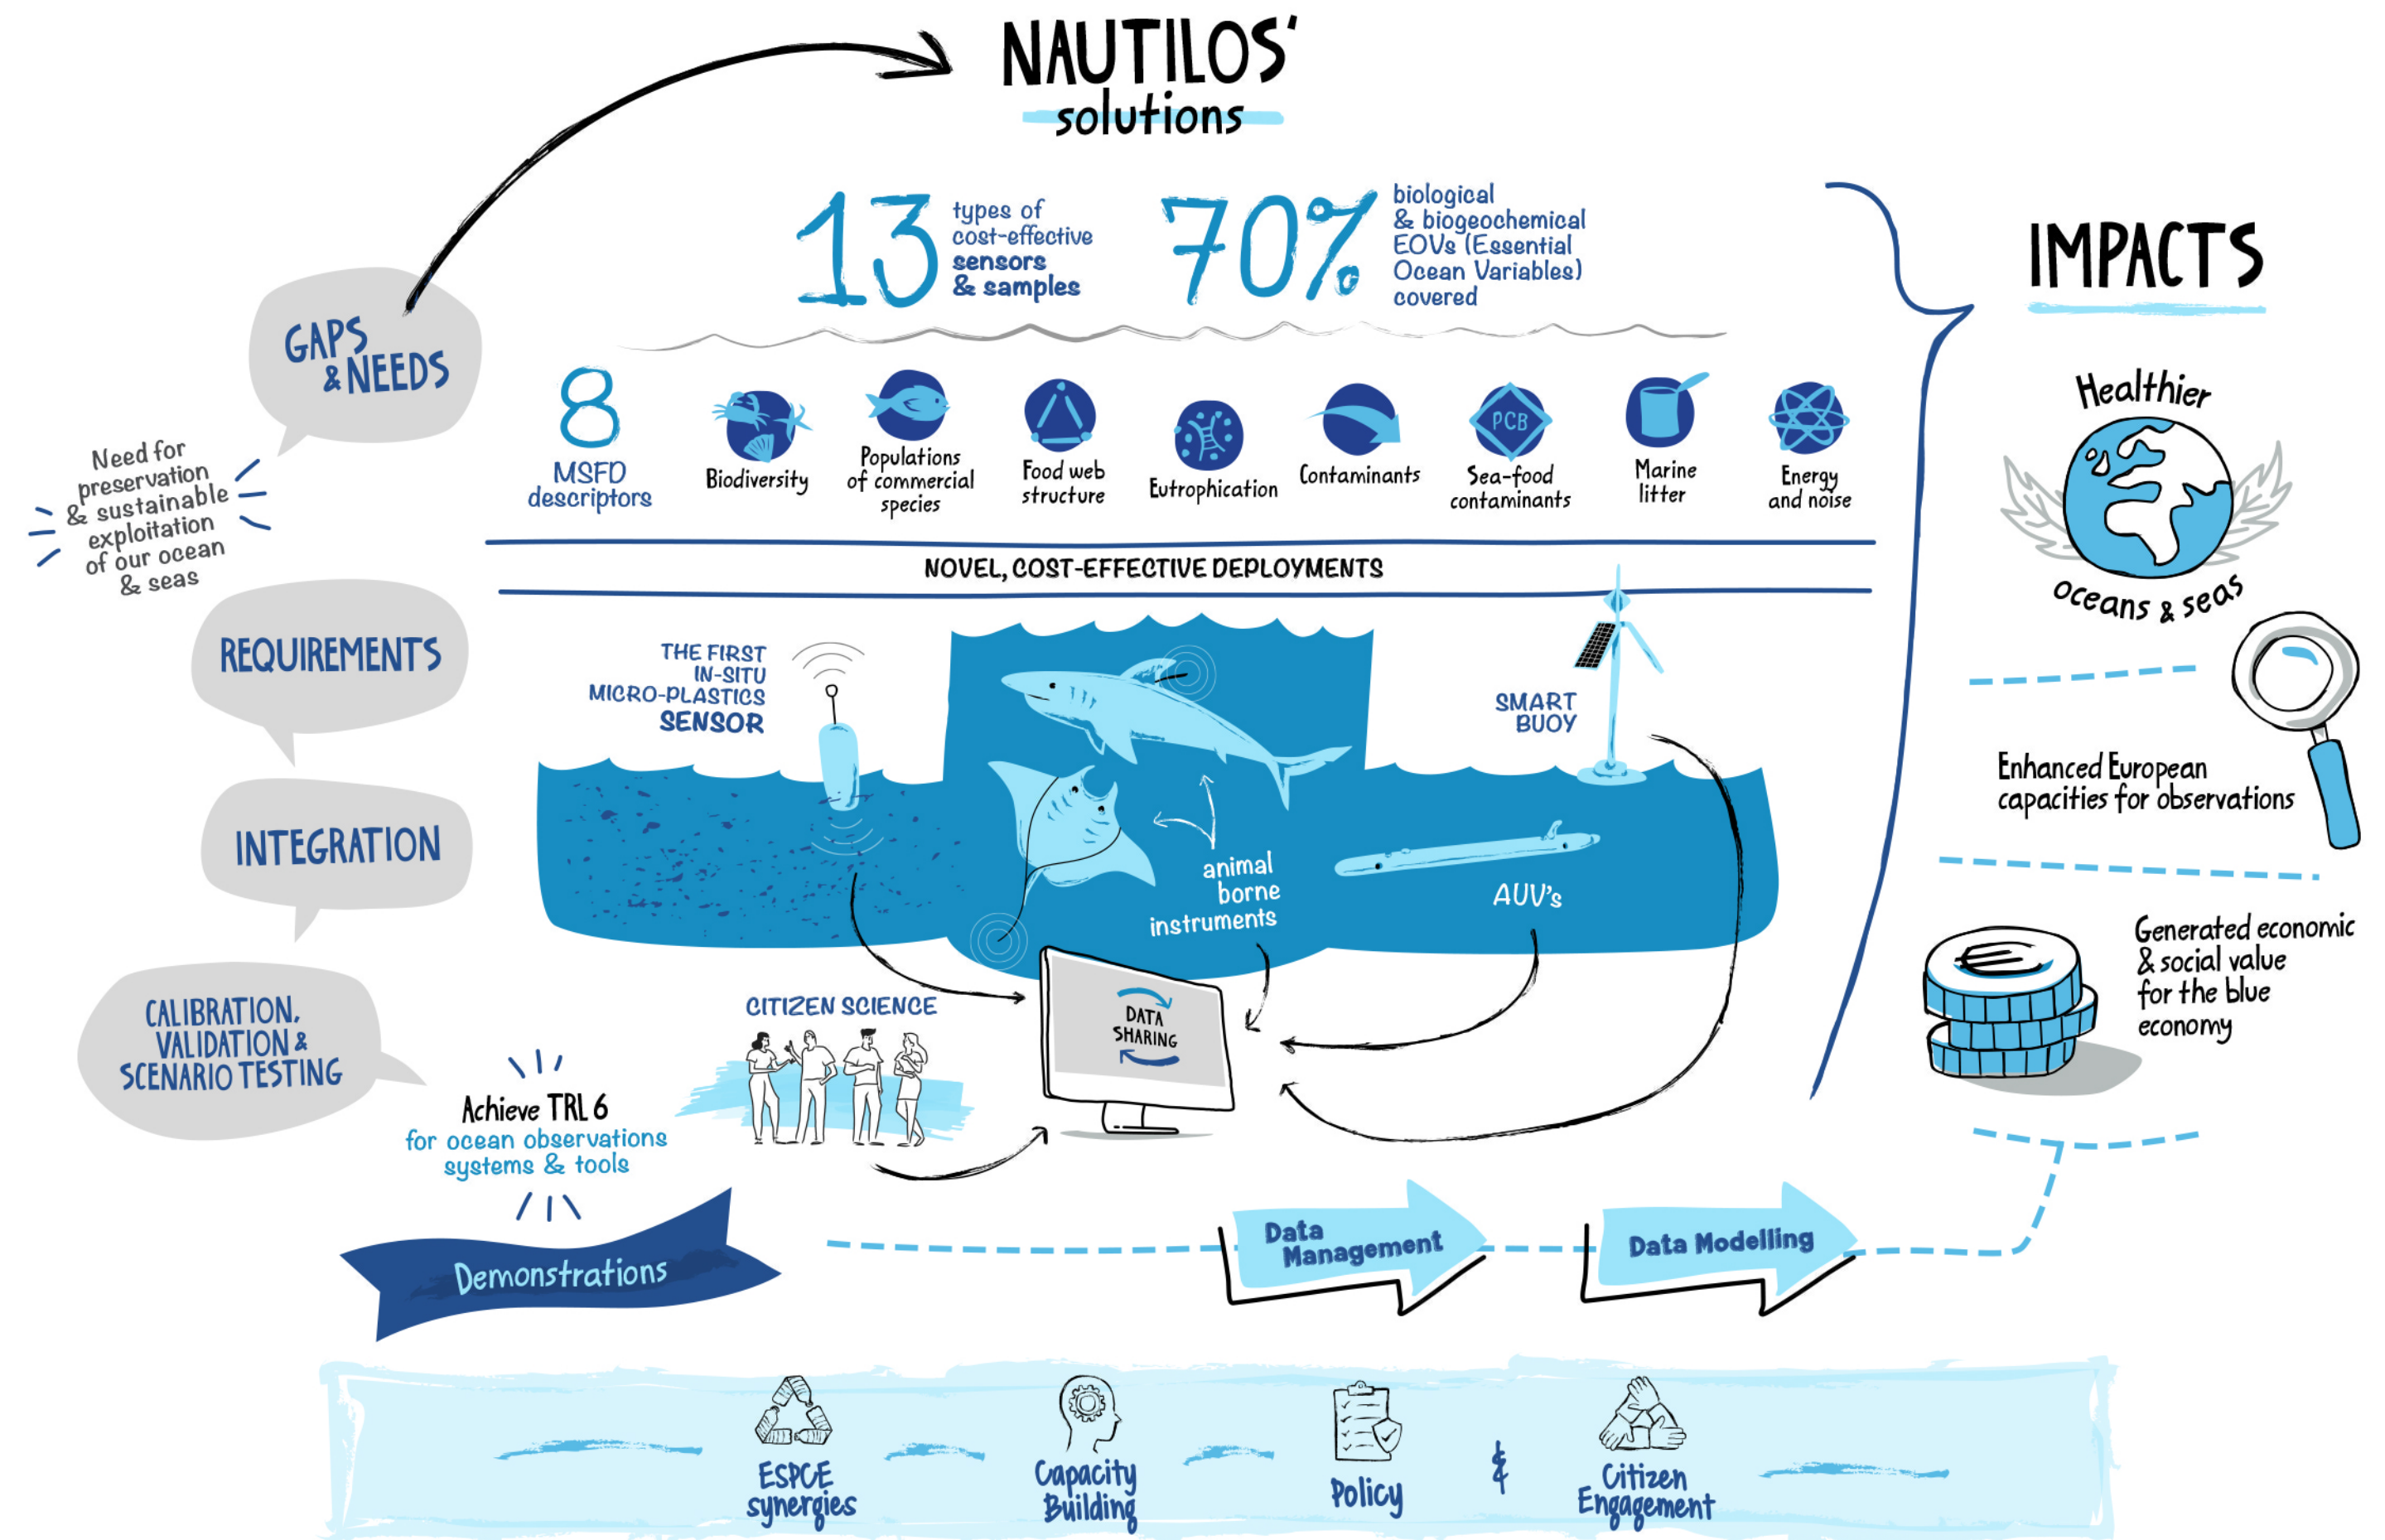 NAUTILOS'
solutions
13
types of
cost-effective
sensors
& samples
70%
biological
& biogeochemical
EOVs (Essential
Ocean Variables)
covered
GAPS
& NEEDS
Need for
preservation
& sustainable
exploitation
of our ocean
& seas
REQUIREMENTS
INTEGRATION
CALIBRATION,
VALIDATION &
SCENARIO TESTING
8
MSFD
descriptors
Biodiversity
Populations
of commercial
species
Food web
structure
Eutrophication
Contaminants
PCB
Sea-food
contaminants
Marine
litter
Energy
and noise
NOVEL, COST-EFFECTIVE DEPLOYMENTS
THE FIRST
IN-SITU
MICRO-PLASTICS
SENSOR
animal
borne
instruments
SMART
BUOY
AUV's
CITIZEN SCIENCE
DATA
SHARING
Achieve TRL 6
for ocean observations
systems & tools
Demonstrations
Data
Management
Data Modelling
IMPACTS
Healthier
oceans & seas
Enhanced European
capacities for observations
€
Generated economic
& social value
for the blue
economy
ESPCE
synergies
Capacity
Building
Policy
&
Citizen
Engagement